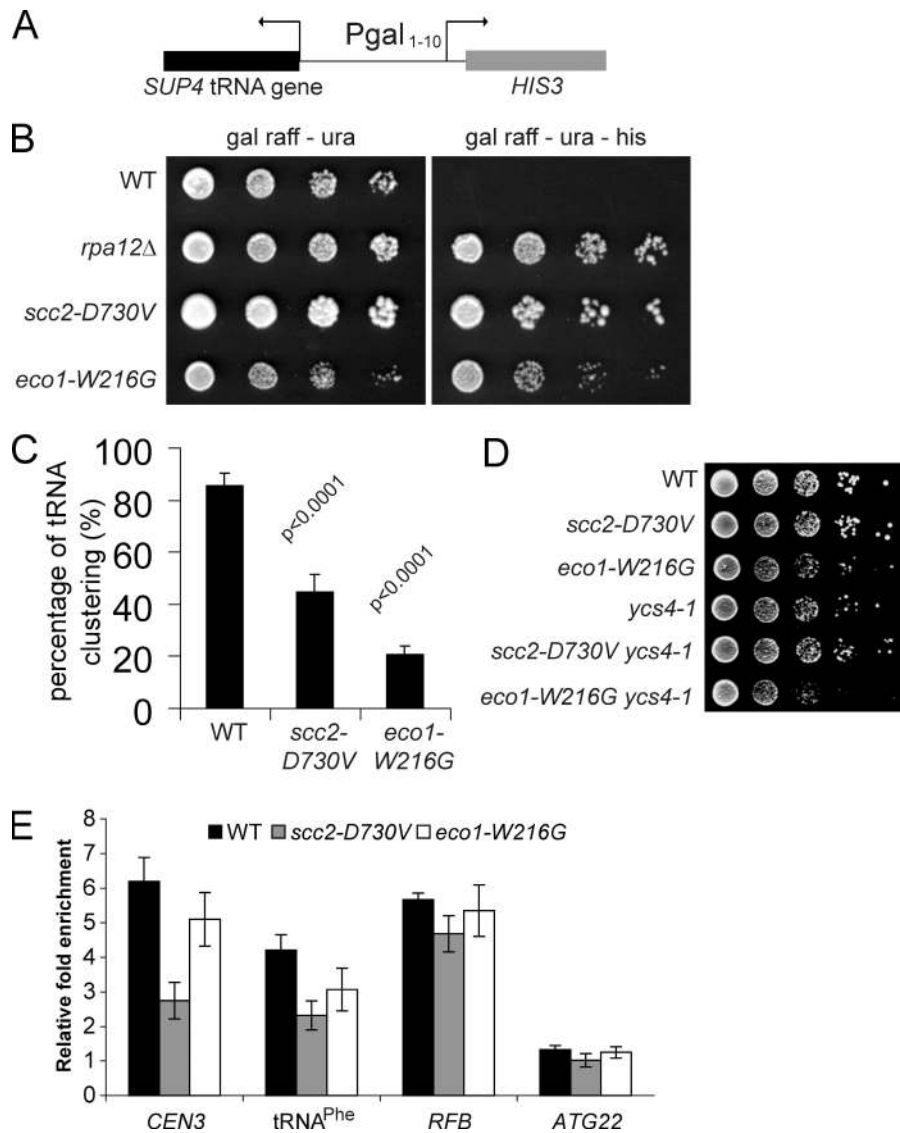 A
Pgal 1-10
SUP4 tRNA gene
HIS3
B
gal raff - ura
gal raff - ura - his
WT
rpa12Δ
scc2-D730V
eco1-W216G
C
percentage of tRNA
clustering (%)
100
80
60
40
20
0
p<0.0001
p<0.0001
WT
scc2-
D730V
eco1-
W216G
D
WT
scc2-D730V
eco1-W216G
ycs4-1
scc2-D730V ycs4-1
eco1-W216G ycs4-1
E
Relative fold enrichment
8
7
6
5
4
3
2
1
0
WT scc2-D730V eco1-W216G
CEN3
tRNAPhe
RFB
ATG22